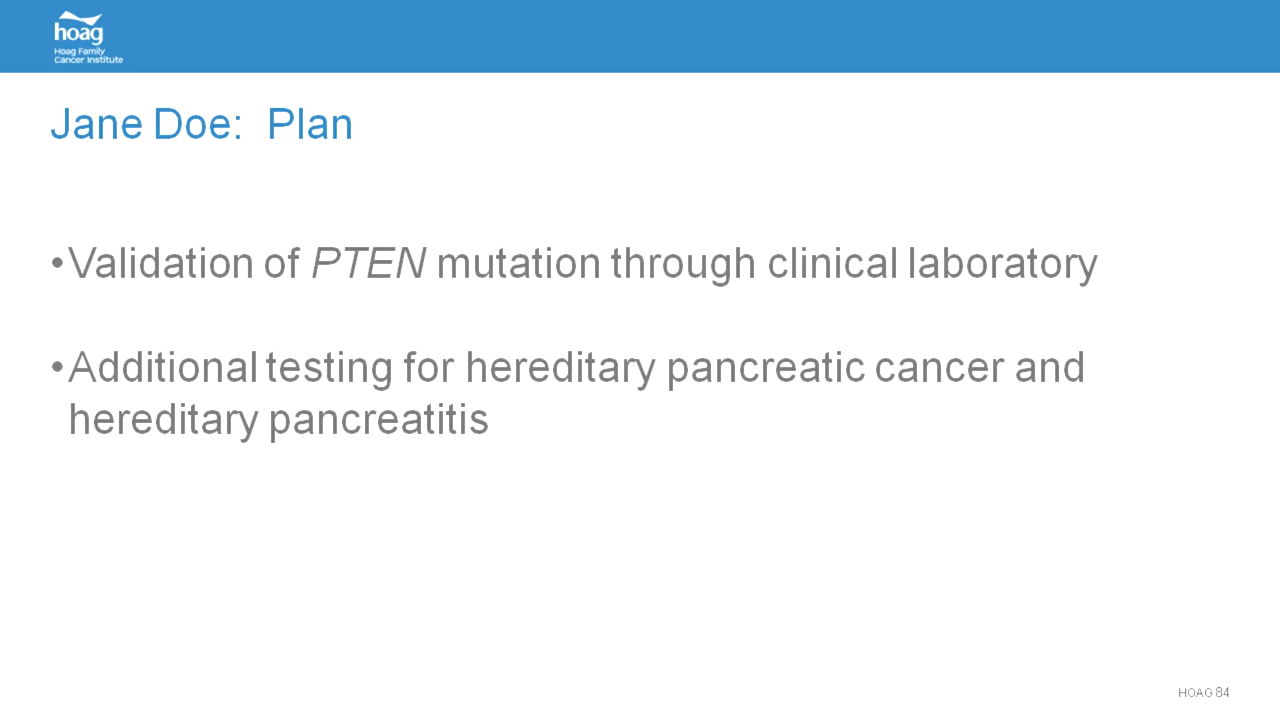 hoag
Hoag Family
Cancer Institute
Jane Doe: Plan
•Validation of PTEN mutation through clinical laboratory
•Additional testing for hereditary pancreatic cancer and
hereditary pancreatitis
HOAG 84